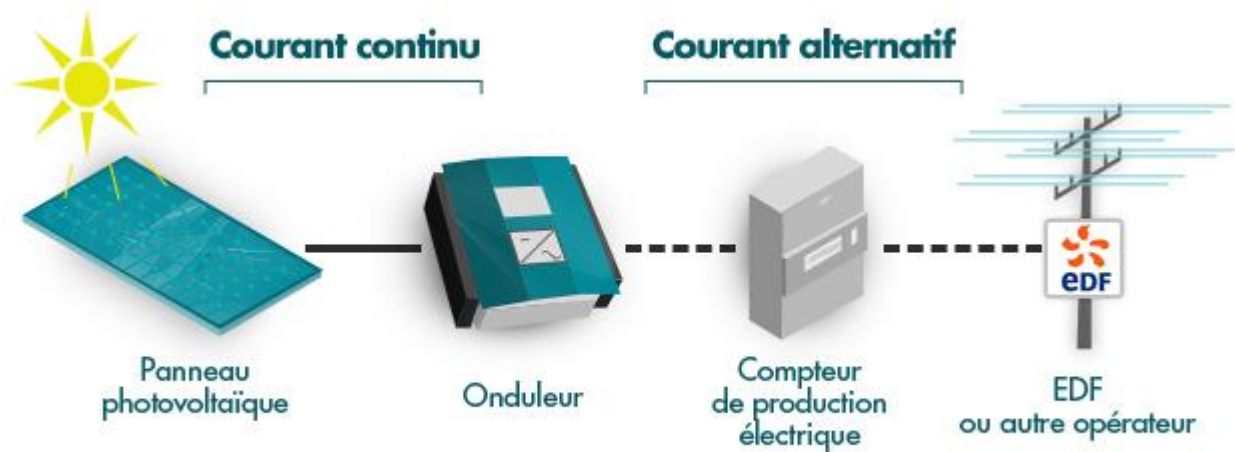 Courant continu
Courant alternatif
eDF
Panneau
photovoltaïque
Onduleur
Compteur
de production
électrique
EDF
ou autre opérateur